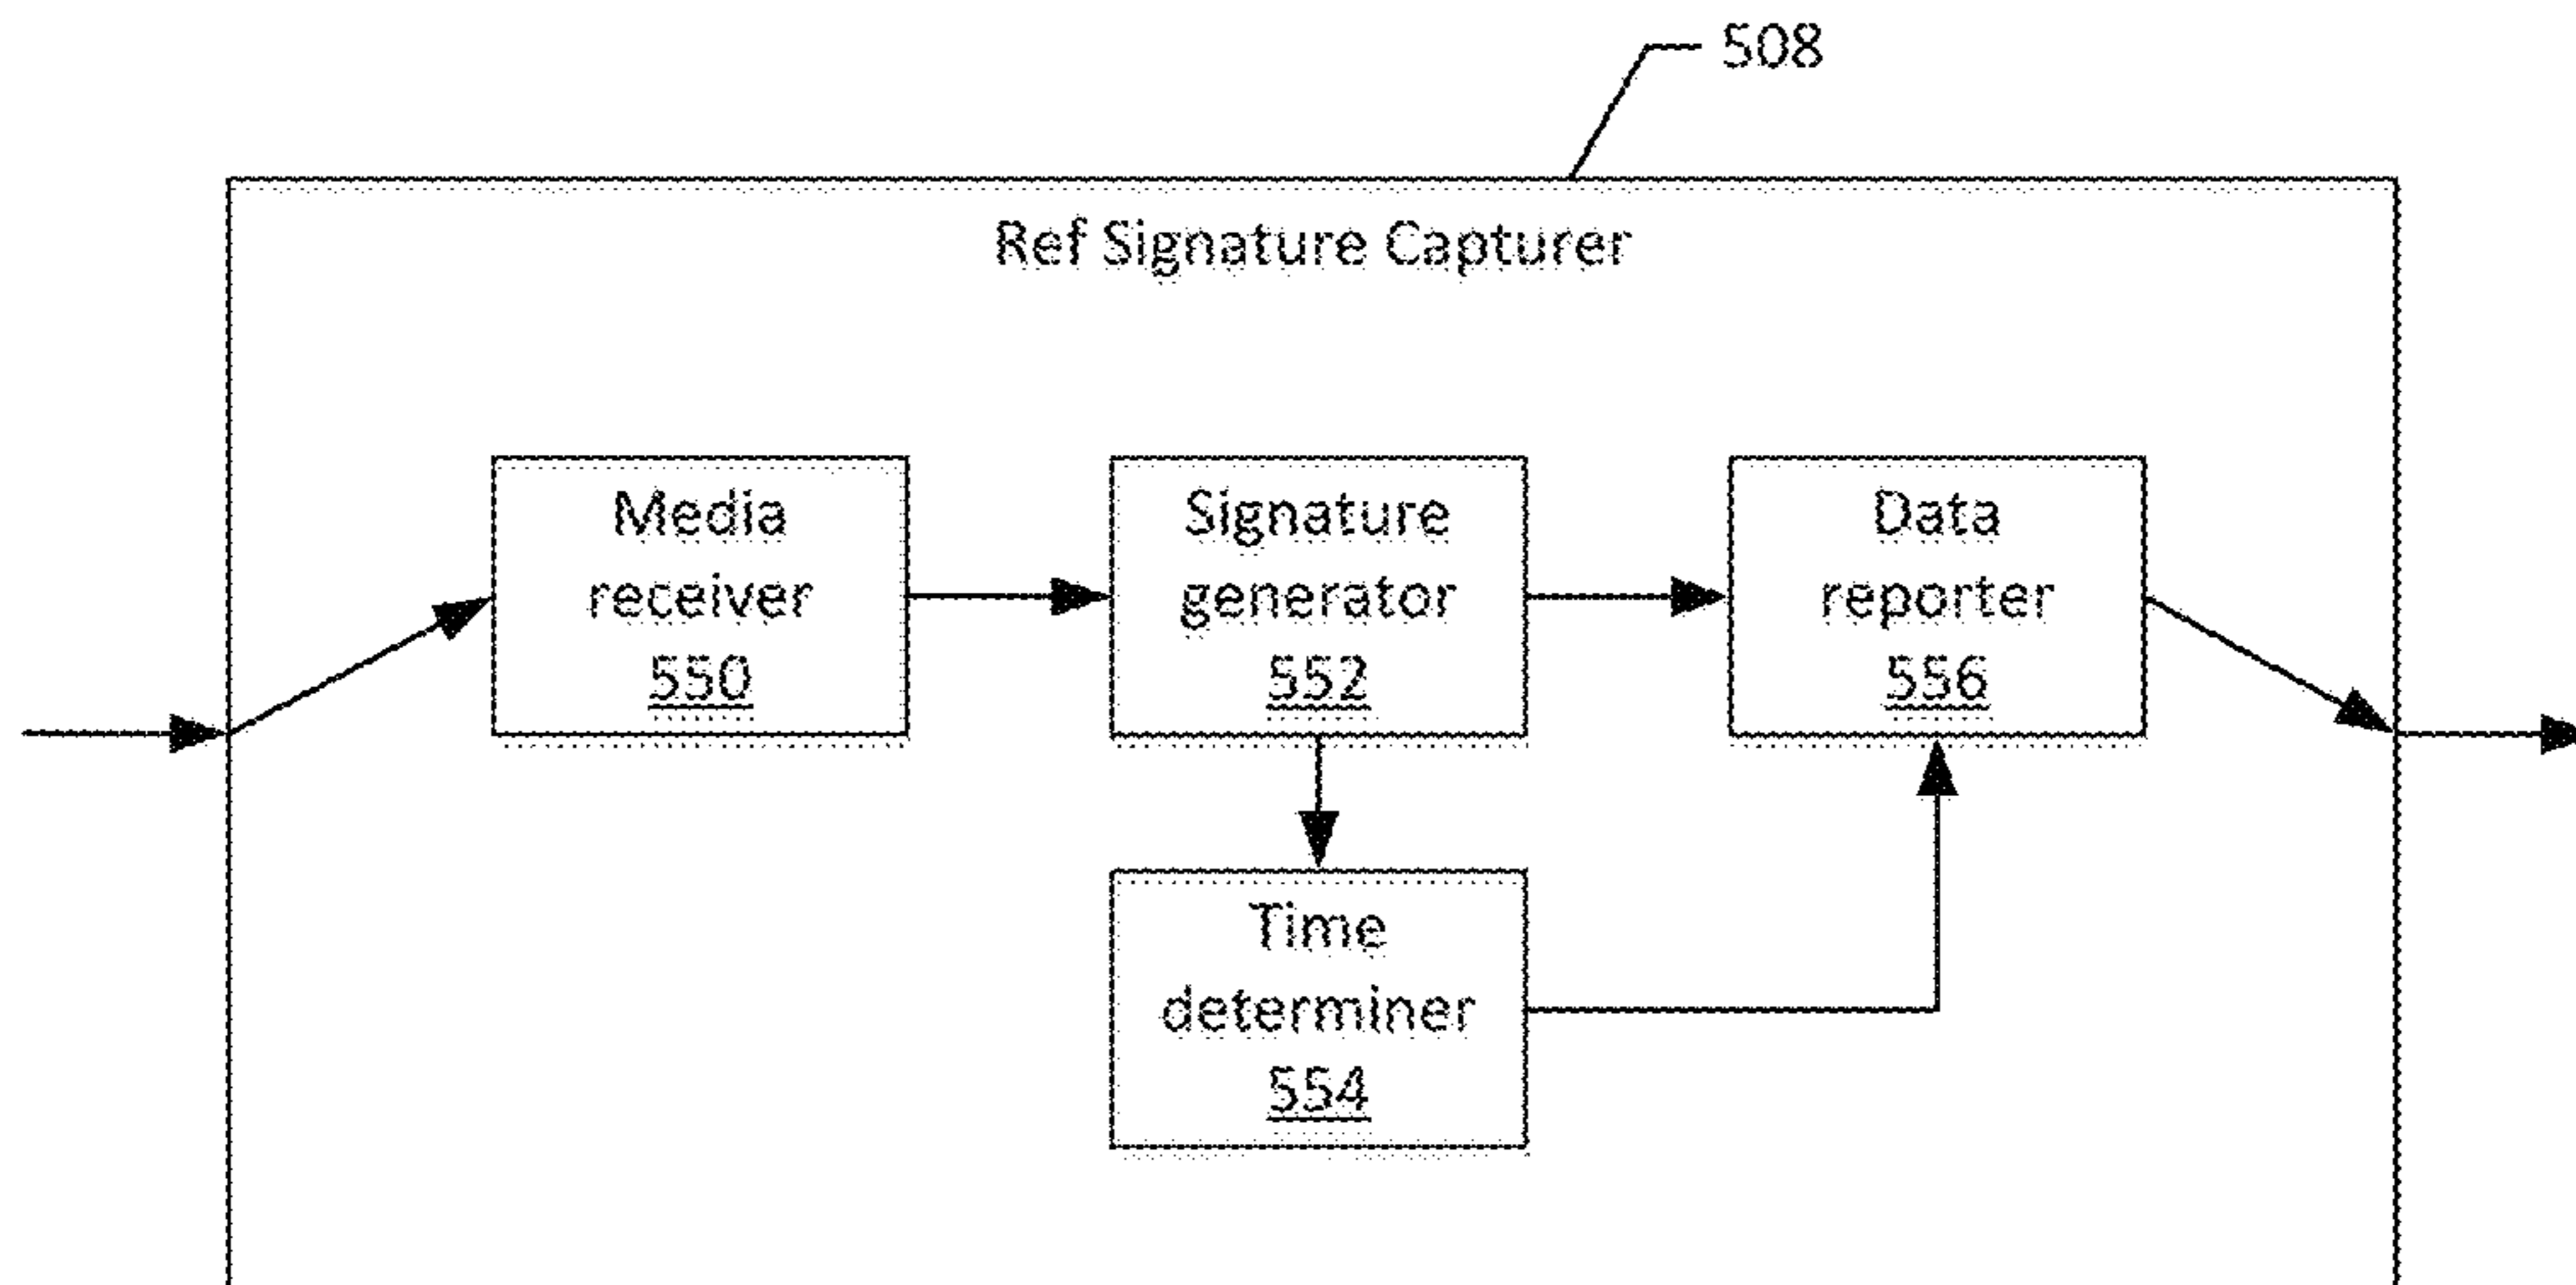 508
Ref Signature Capturer
Media
receiver
550
Signature
generator
552
Data
reporter
556
Time
determiner
554